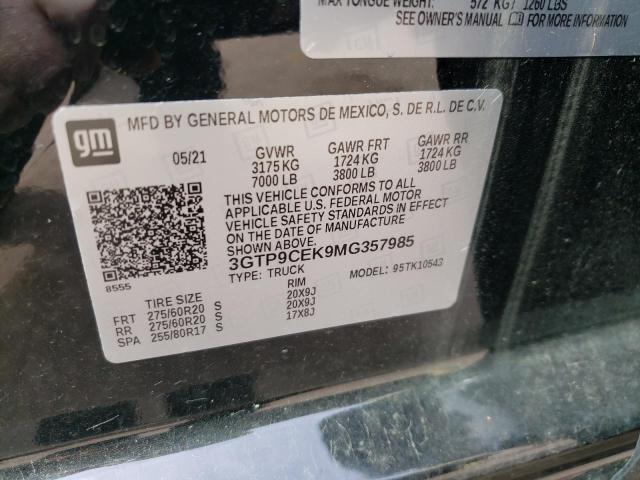 MAX TONGUE WEIGHT: 572 KG / 1260 LBS
SEE OWNER'S MANUAL FOR MORE INFORMATION
gm
MFD BY GENERAL MOTORS DE MEXICO, S. DE R.L. DE C.V.
05/21 GVWR GAWR FRT GAWR RR
3175 KG 1724 KG 1724 KG
7000 LB 3800 LB 3800 LB
THIS VEHICLE CONFORMS TO ALL
APPLICABLE U.S. FEDERAL MOTOR
VEHICLE SAFETY STANDARDS IN EFFECT
ON THE DATE OF MANUFACTURE
SHOWN ABOVE.
3GTP9CEK9MG357985
8555 TYPE: TRUCK MODEL: 95TK10543
TIRE SIZE RIM
FRT 275/60R20 S 20X9J
RR 275/60R20 S 20X9J
SPA 255/80R17 S 17X8J